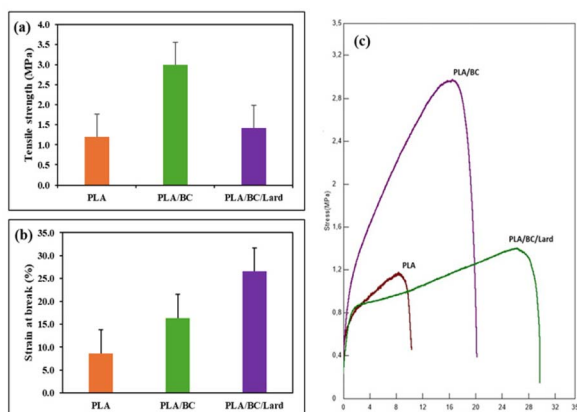 (a)
Tensile strength (MPa)
4.0
3.5
3.0
2.5
2.0
1.5
1.0
0.5
0.0
PLA PLA/BC PLA/BC/Lard
(b)
Strain at break (%)
35.0
30.0
25.0
20.0
15.0
10.0
5.0
0.0
PLA PLA/BC PLA/BC/Lard
(c)
Stress(MPa)
3,6
3,2
2,8
2,4
2
1,6
1,2
0,8
0,4
0
PLA/BC
PLA/BC/Lard
PLA
0 4 8 12 16 20 24 28 32 35